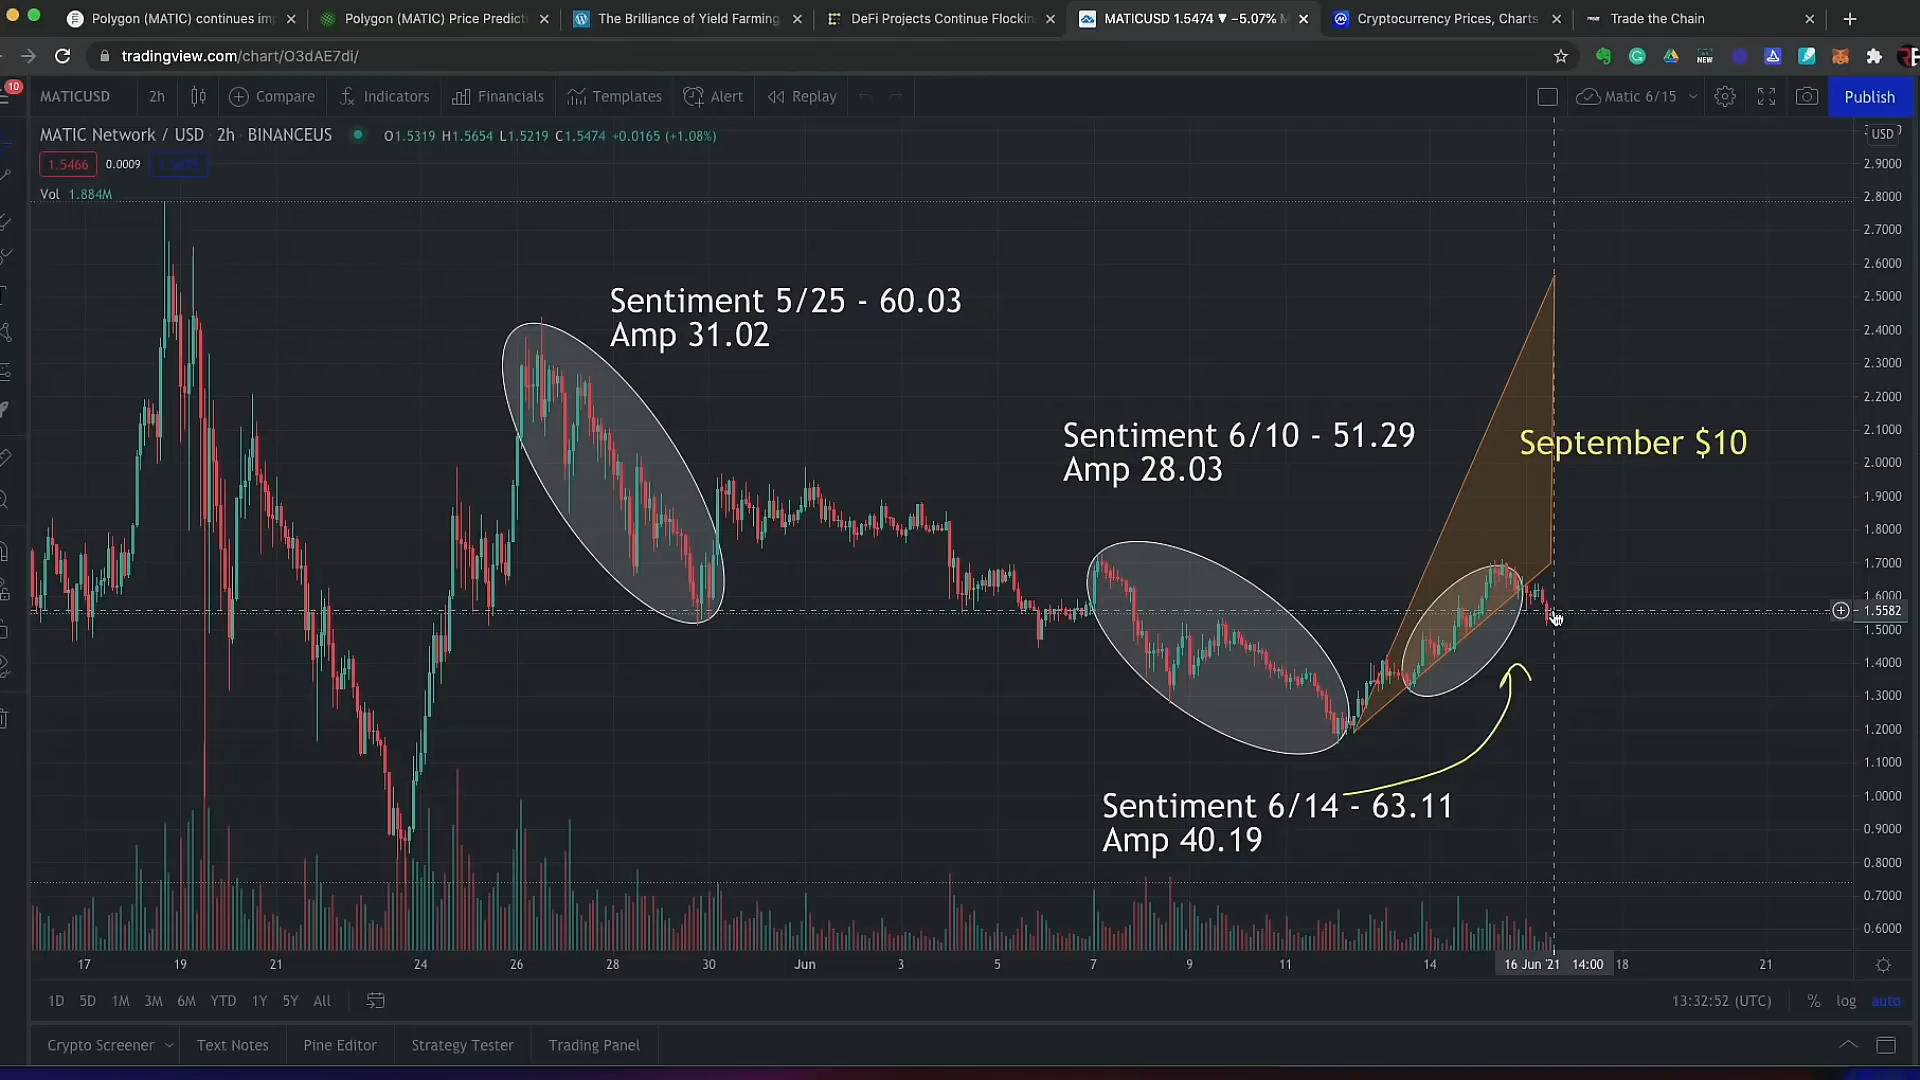 Polygon (MATIC) continues im
Polygon (MATIC) Price Predict
The Brilliance of Yield Farming
DeFi Projects Continue Flockin
MATICUSD 1.5474 ▼ −5.07%
Cryptocurrency Prices, Charts
Trade the Chain
tradingview.com/chart/O3dAE7di/
NEW
10
MATICUSD 2h Compare Indicators Financials Templates Alert Replay Matic 6/15 Publish
MATIC Network / USD · 2h · BINANCEUS O1.5319 H1.5654 L1.5219 C1.5474 +0.0165 (+1.08%)
USD
1.5466 0.0009
Vol 1.884M
2.9000
2.8000
2.7000
2.6000
2.5000
2.4000
2.3000
2.2000
2.1000
2.0000
1.9000
1.8000
1.7000
1.6000
1.5582
1.5000
1.4000
1.3000
1.2000
1.1000
1.0000
0.9000
0.8000
0.7000
0.6000
Sentiment 5/25 - 60.03
Amp 31.02
Sentiment 6/10 - 51.29
Amp 28.03
September $10
Sentiment 6/14 - 63.11
Amp 40.19
17 19 21 24 26 28 30 Jun 3 5 7 9 11 14 16 Jun '21 14:00 18 21
1D 5D 1M 3M 6M YTD 1Y 5Y All 13:32:52 (UTC) % log auto
Crypto Screener Text Notes Pine Editor Strategy Tester Trading Panel